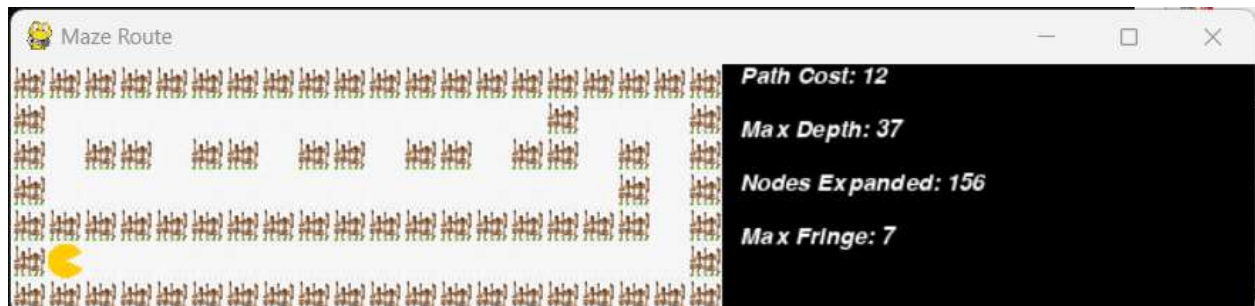 Maze Route
Path Cost: 12
Max Depth: 37
Nodes Expanded: 156
Max Fringe: 7